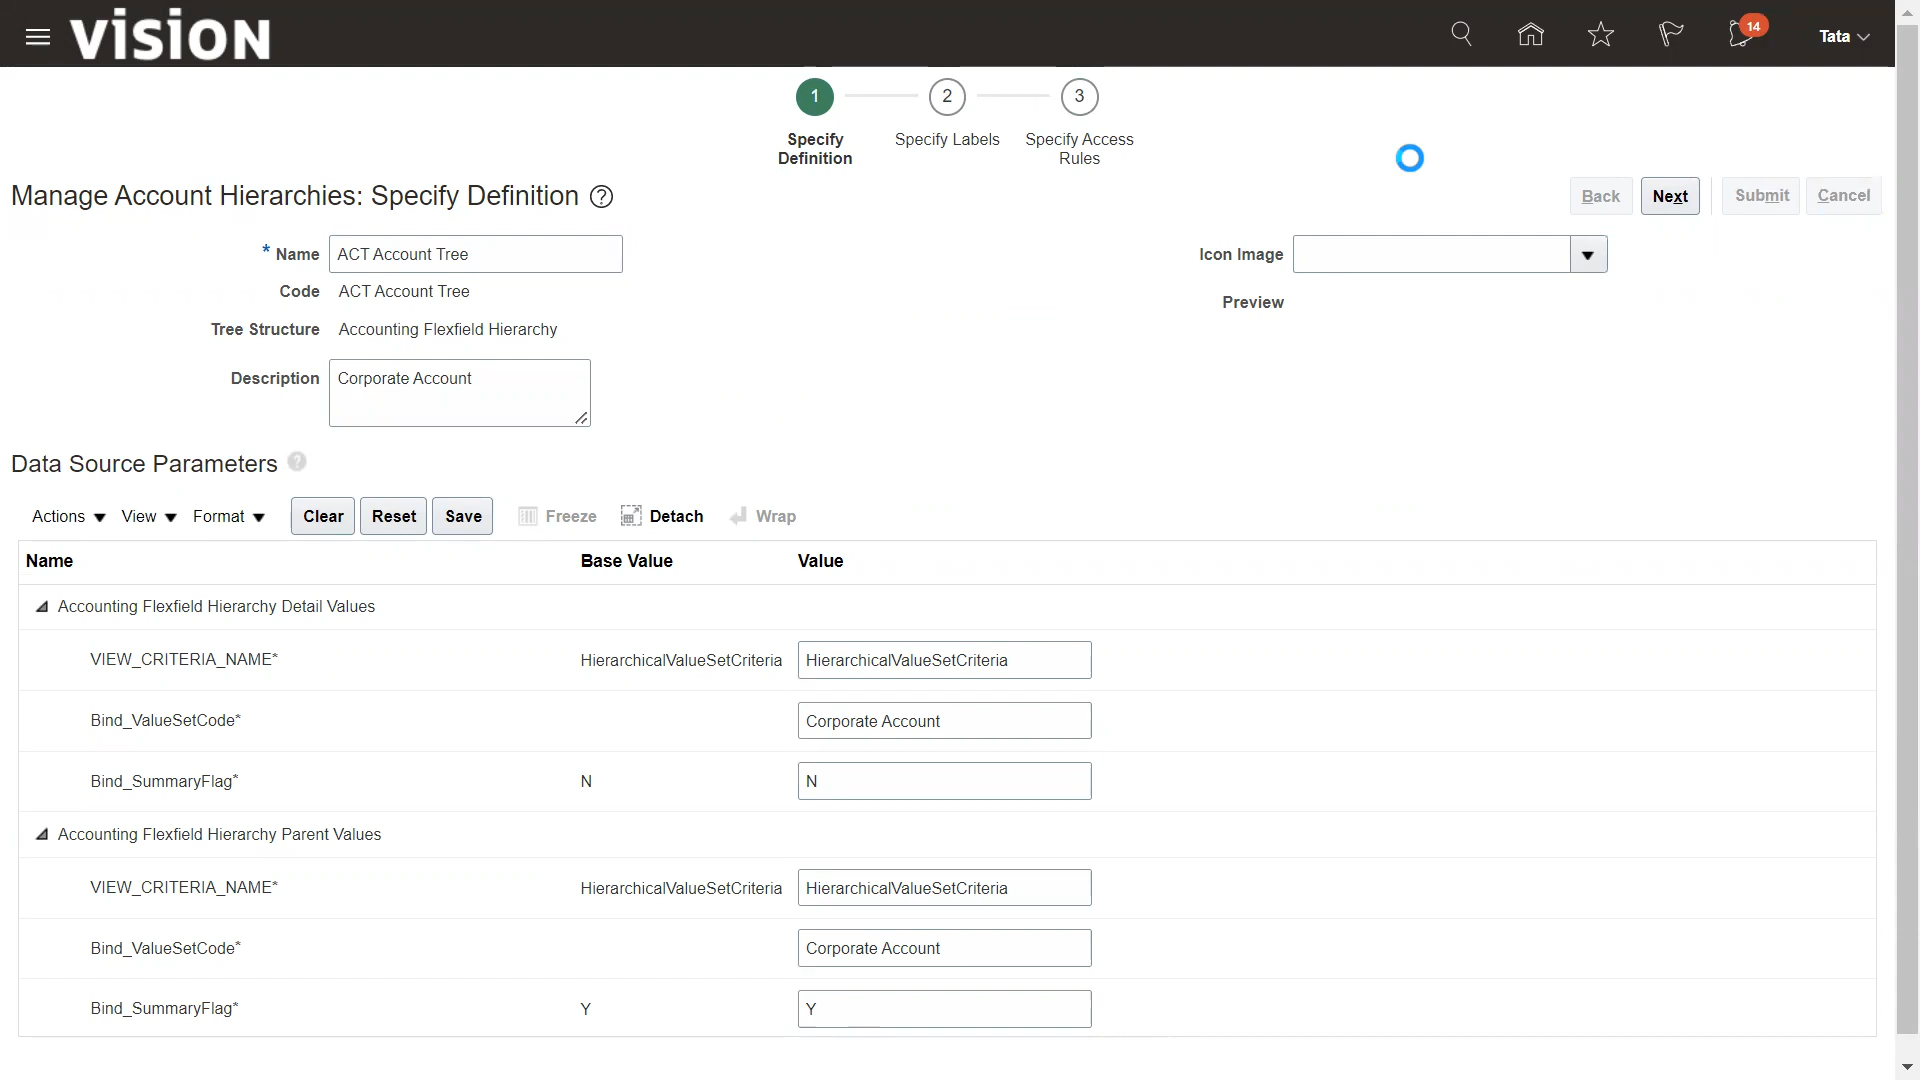 VISION
14
Tata
1
2
3
Specify Definition
Specify Labels
Specify Access Rules
Manage Account Hierarchies: Specify Definition
Back
Next
Submit
Cancel
* Name ACT Account Tree
Icon Image
Code ACT Account Tree
Preview
Tree Structure Accounting Flexfield Hierarchy
Description Corporate Account
Data Source Parameters
Actions View Format Clear Reset Save Freeze Detach Wrap
Name Base Value Value
Accounting Flexfield Hierarchy Detail Values
VIEW_CRITERIA_NAME* HierarchicalValueSetCriteria HierarchicalValueSetCriteria
Bind_ValueSetCode* Corporate Account
Bind_SummaryFlag* N N
Accounting Flexfield Hierarchy Parent Values
VIEW_CRITERIA_NAME* HierarchicalValueSetCriteria HierarchicalValueSetCriteria
Bind_ValueSetCode* Corporate Account
Bind_SummaryFlag* Y Y